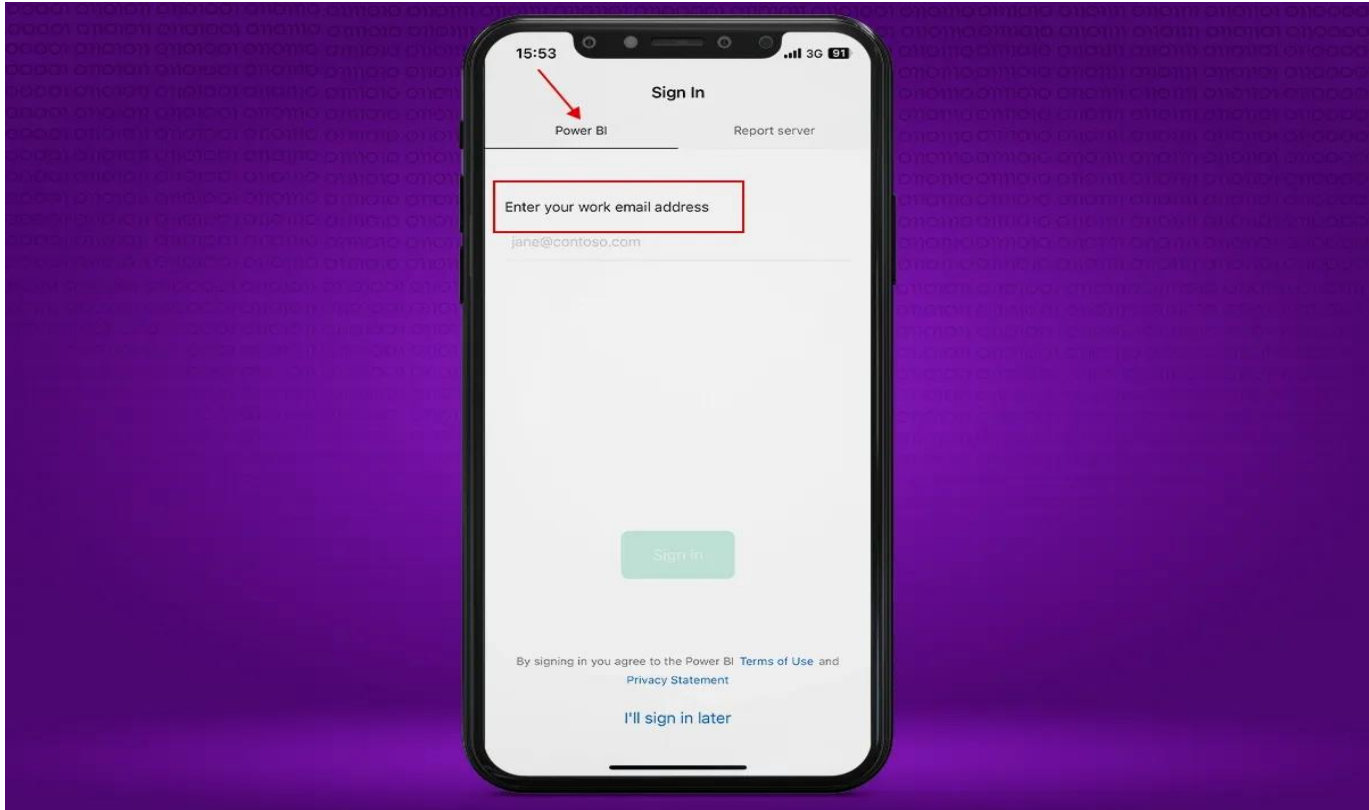 15:53
3G 91
Sign In
Power BI
Report server
Enter your work email address
jane@contoso.com
Sign In
By signing in you agree to the Power BI Terms of Use and
Privacy Statement
I'll sign in later